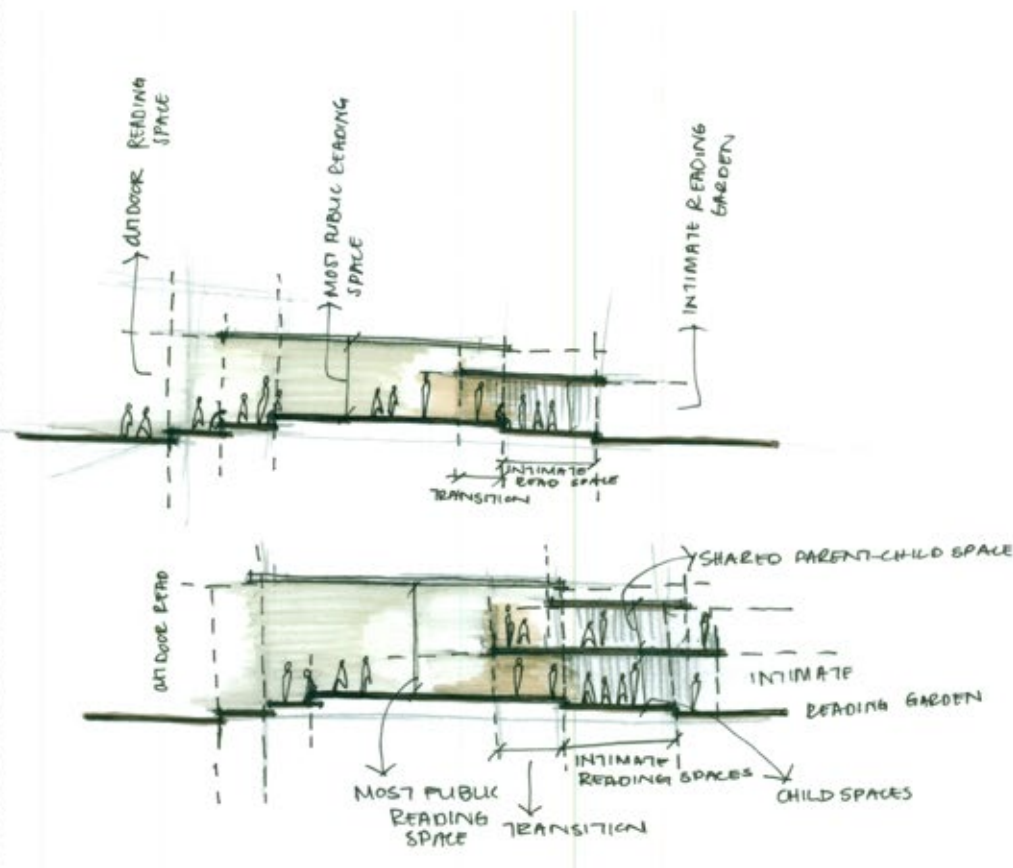 OUTDOOR READING
SPACE
MOST PUBLIC READING
SPACE
INTIMATE READING
GARDEN
INTIMATE
READ SPACE
TRANSITION
OUTDOOR READ
SHARED PARENT-CHILD SPACE
INTIMATE
READING GARDEN
INTIMATE
READING SPACES
CHILD SPACES
MOST PUBLIC
READING
SPACE
TRANSITION